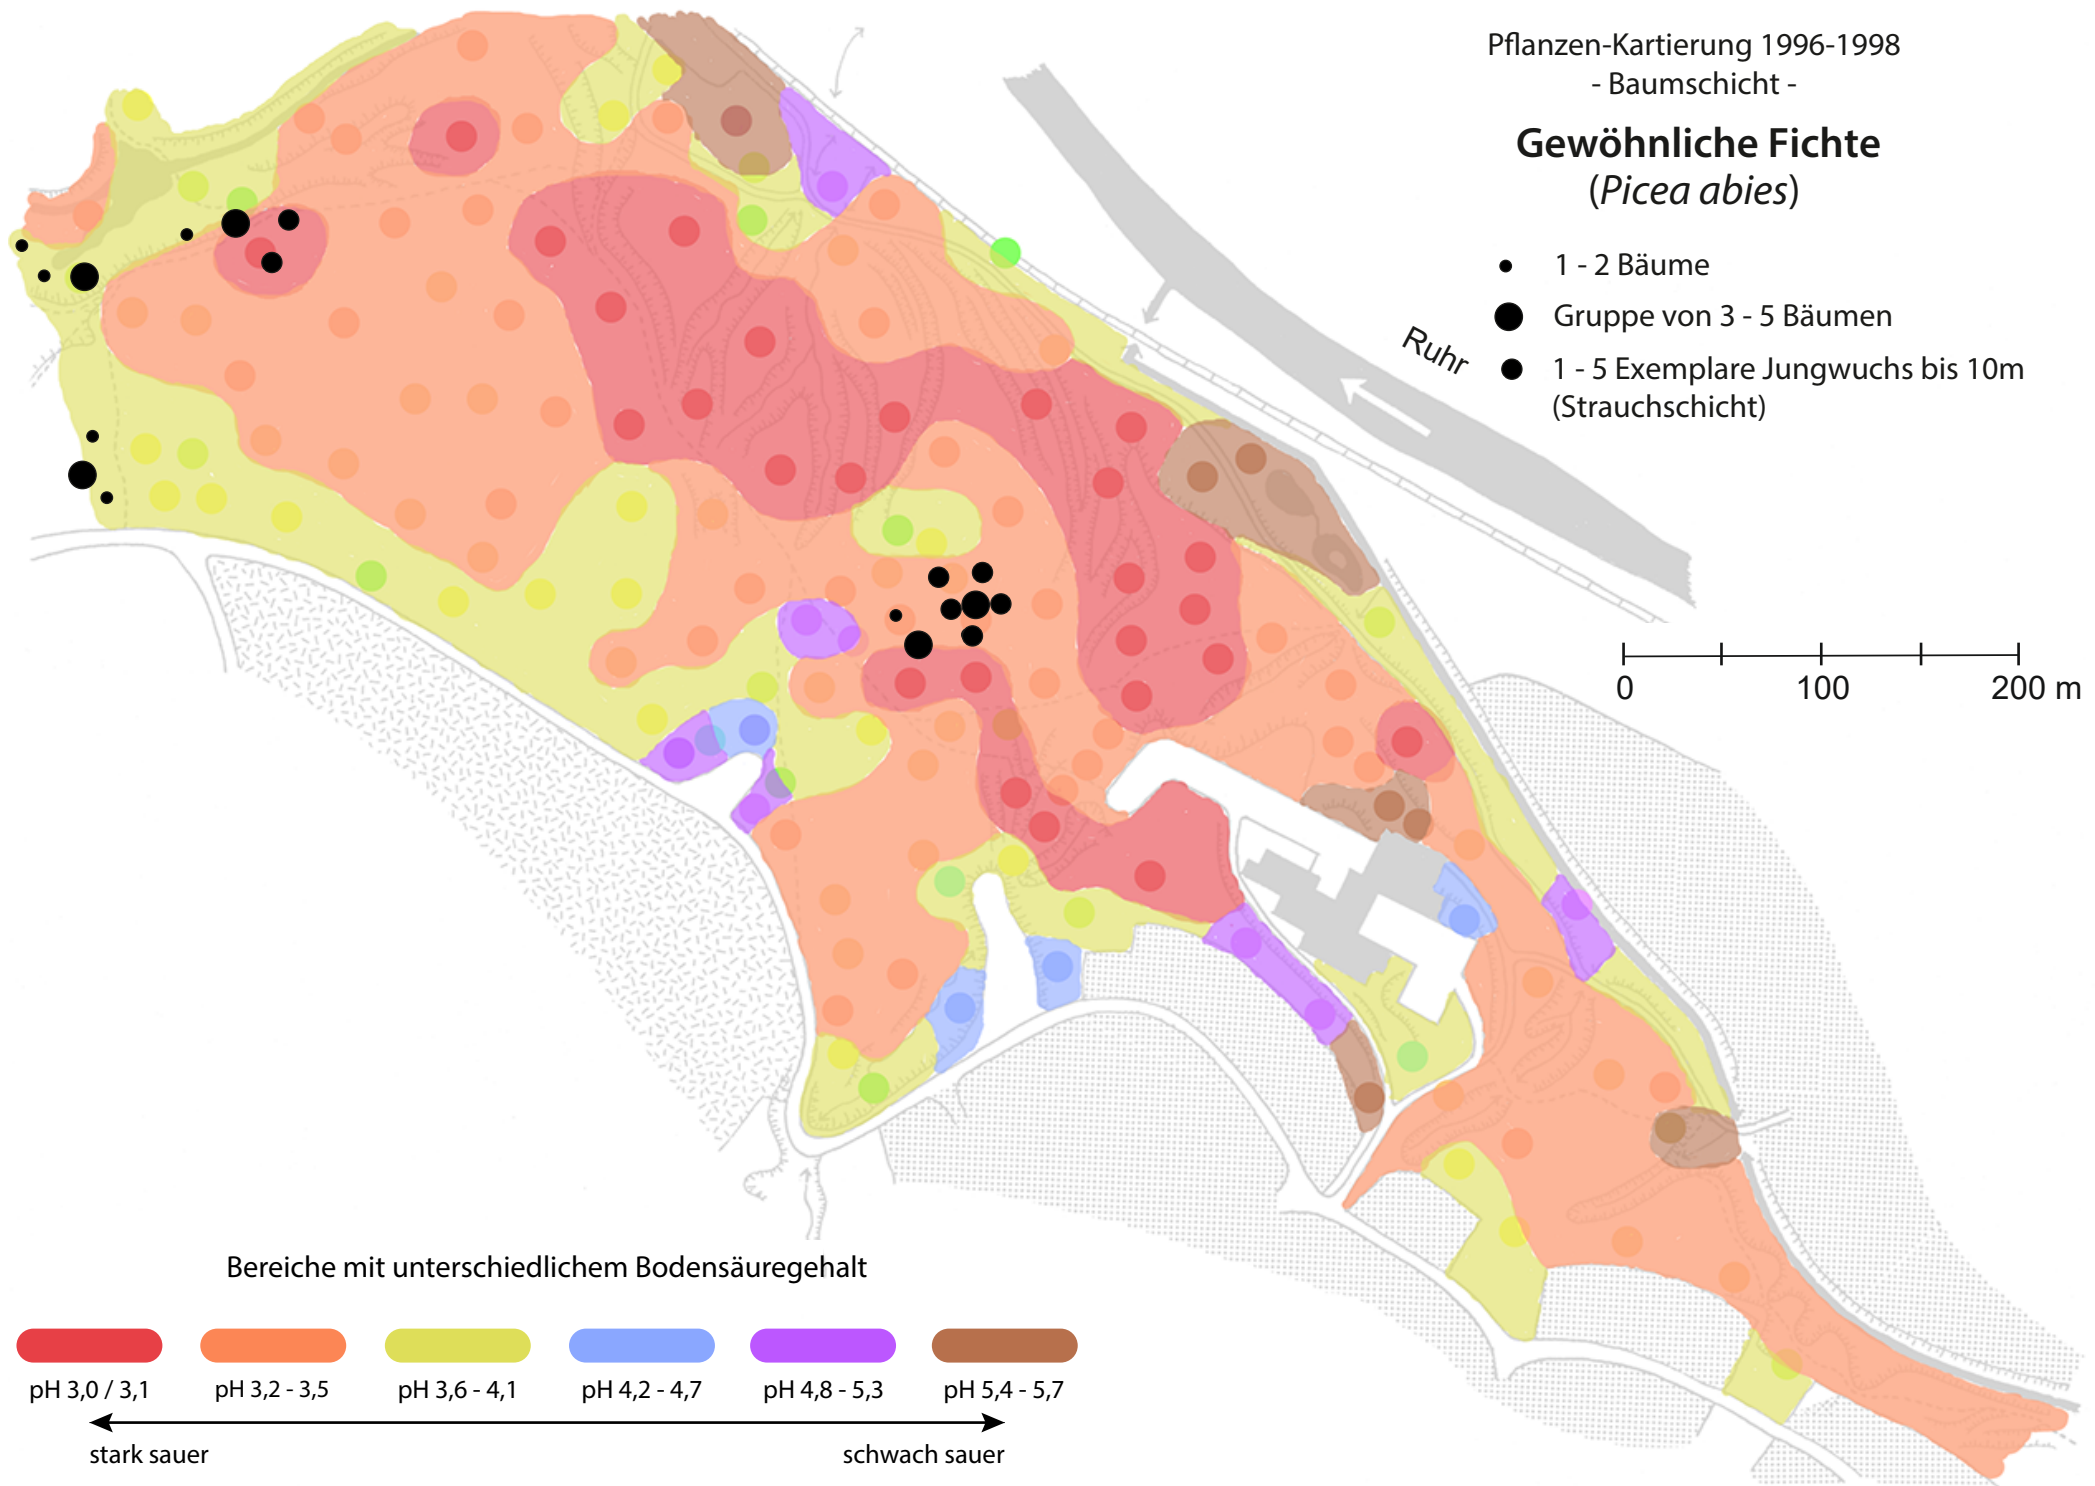 Pflanzen-Kartierung 1996-1998
- Baumschicht -
Gewöhnliche Fichte
(Picea abies)
1 - 2 Bäume
Gruppe von 3 - 5 Bäumen
1 - 5 Exemplare Jungwuchs bis 10m
(Strauchschicht)
Ruhr
0 100 200 m
Bereiche mit unterschiedlichem Bodensäuregehalt
pH 3,0 / 3,1 pH 3,2 - 3,5 pH 3,6 - 4,1 pH 4,2 - 4,7 pH 4,8 - 5,3 pH 5,4 - 5,7
stark sauer schwach sauer